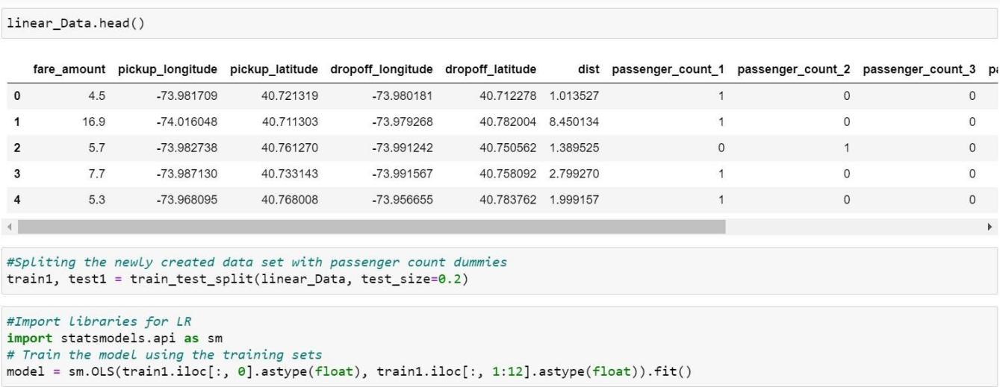 linear_Data.head()
fare_amount pickup_longitude pickup_latitude dropoff_longitude dropoff_latitude dist passenger_count_1 passenger_count_2 passenger_count_3
0 4.5 -73.981709 40.721319 -73.980181 40.712278 1.013527 1 0 0
1 16.9 -74.016048 40.711303 -73.979268 40.782004 8.450134 1 0 0
2 5.7 -73.982738 40.761270 -73.991242 40.750562 1.389525 0 1 0
3 7.7 -73.987130 40.733143 -73.991567 40.758092 2.799270 1 0 0
4 5.3 -73.968095 40.768008 -73.956655 40.783762 1.999157 1 0 0
#Spliting the newly created data set with passenger count dummies
train1, test1 = train_test_split(linear_Data, test_size=0.2)
#Import libraries for LR
import statsmodels.api as sm
# Train the model using the training sets
model = sm.OLS(train1.iloc[:, 0].astype(float), train1.iloc[:, 1:12].astype(float)).fit()